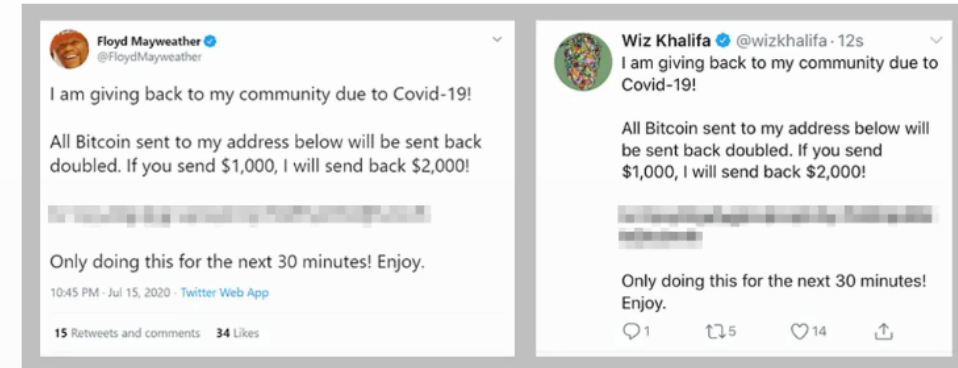 Floyd Mayweather
@FloydMayweather
I am giving back to my community due to Covid-19!
All Bitcoin sent to my address below will be sent back
doubled. If you send $1,000, I will send back $2,000!
Only doing this for the next 30 minutes! Enjoy.
10:45 PM · Jul 15, 2020 · Twitter Web App
15 Retweets and comments 34 Likes
Wiz Khalifa @wizkhalifa · 12s
I am giving back to my community due to
Covid-19!
All Bitcoin sent to my address below will
be sent back doubled. If you send
$1,000, I will send back $2,000!
Only doing this for the next 30 minutes!
Enjoy.
1 5 14